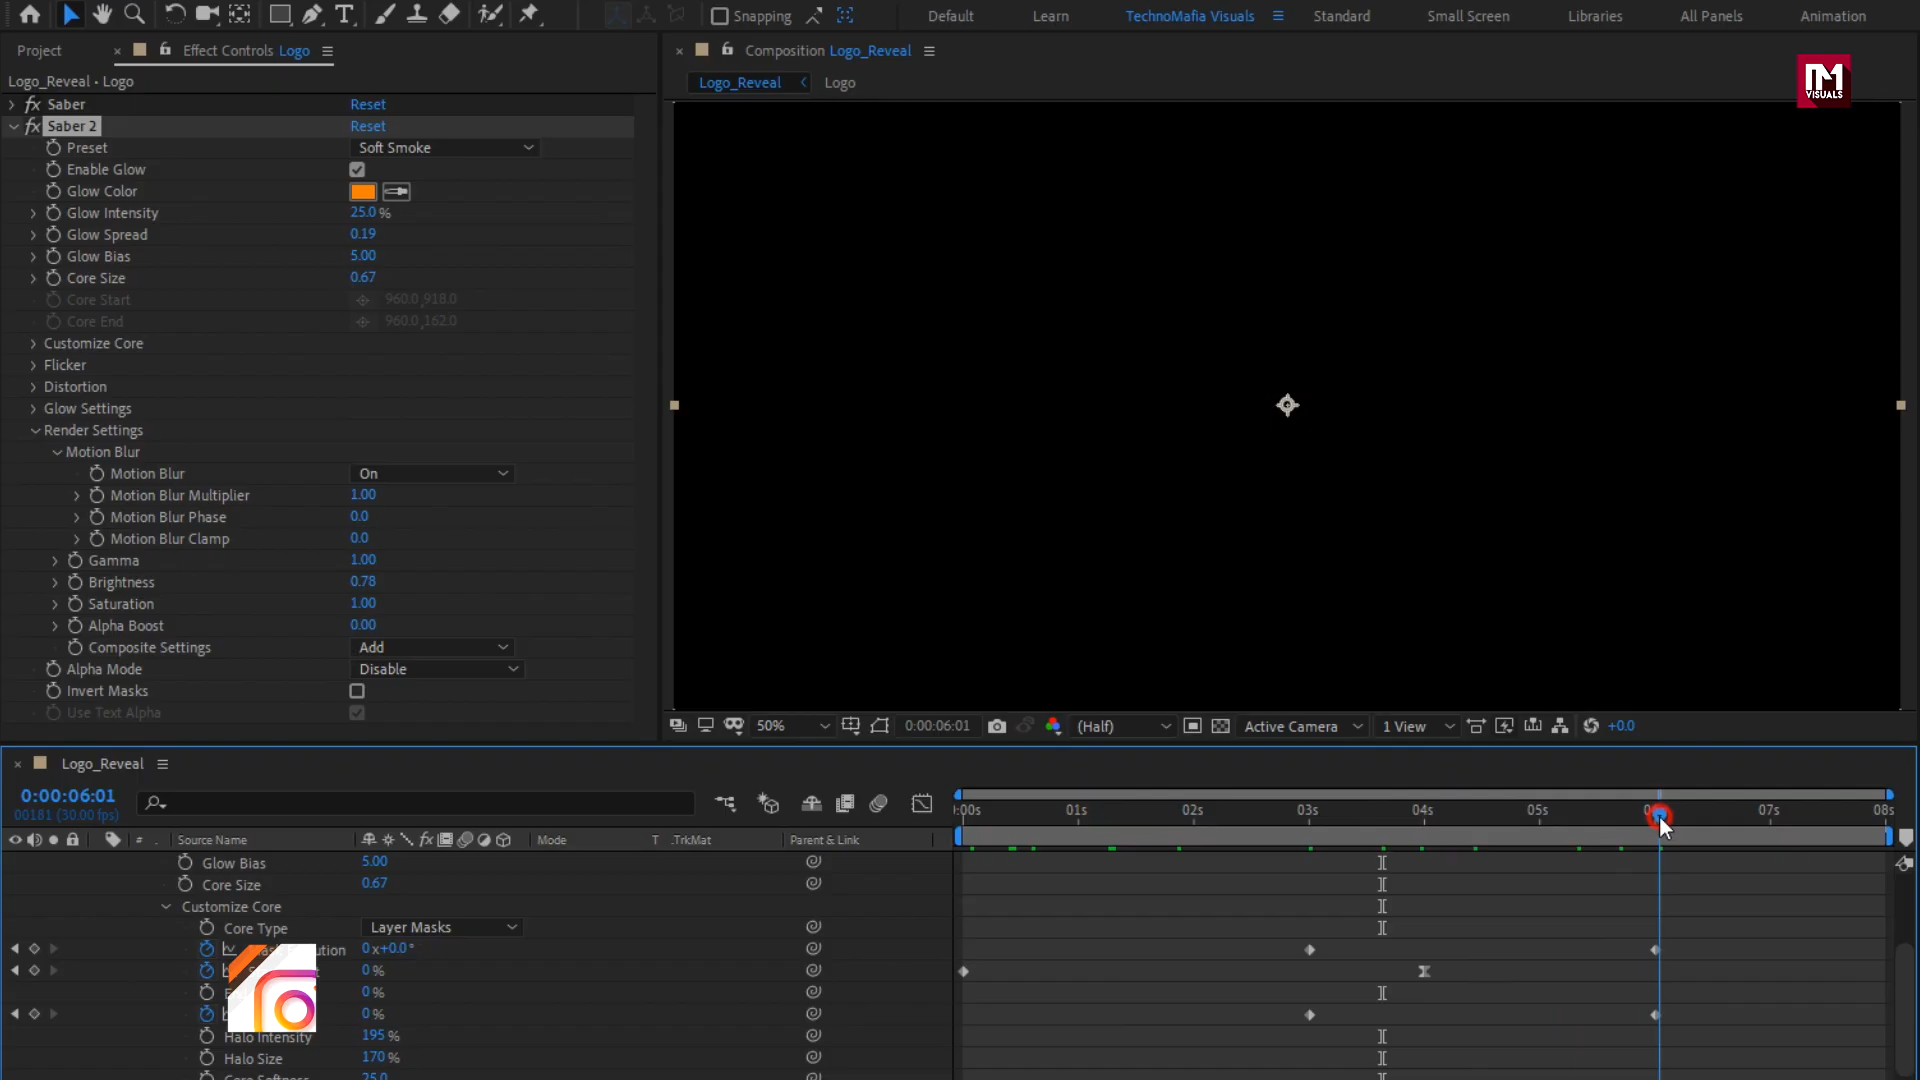 Snapping
Default
Learn
TechnoMafia Visuals
Standard
Small Screen
Libraries
All Panels
Animation
Project
Effect Controls Logo
Composition Logo_Reveal
Logo_Reveal • Logo
Logo_Reveal
Logo
VISUALS
fx Saber Reset
fx Saber 2 Reset
Preset Soft Smoke
Enable Glow
Glow Color
Glow Intensity 25.0 %
Glow Spread 0.19
Glow Bias 5.00
Core Size 0.67
Core Start 960.0,918.0
Core End 960.0,162.0
Customize Core
Flicker
Distortion
Glow Settings
Render Settings
Motion Blur
Motion Blur On
Motion Blur Multiplier 1.00
Motion Blur Phase 0.0
Motion Blur Clamp 0.0
Gamma 1.00
Brightness 0.78
Saturation 1.00
Alpha Boost 0.00
Composite Settings Add
Alpha Mode Disable
Invert Masks
Use Text Alpha
50% 0:00:06:01 (Half) Active Camera 1 View +0.0
Logo_Reveal
0:00:06:01
00181 (30.00 fps)
:00s 01s 02s 03s 04s 05s 07s 08s
# Source Name fx Mode T .TrkMat Parent & Link
Glow Bias 5.00
Core Size 0.67
Customize Core
Core Type Layer Masks
0 x+0.0 °
0 %
0 %
0 %
Halo Intensity 195 %
Halo Size 170 %
Core Softness 25.0